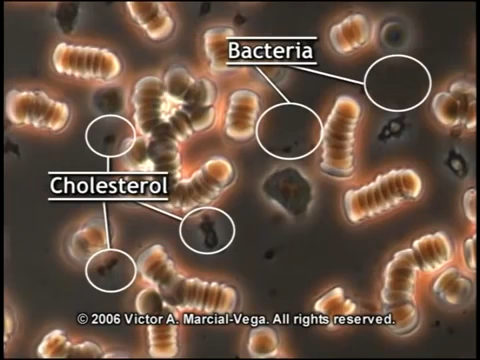 Bacteria
Cholesterol
© 2006 Victor A. Marcial-Vega. All rights reserved.